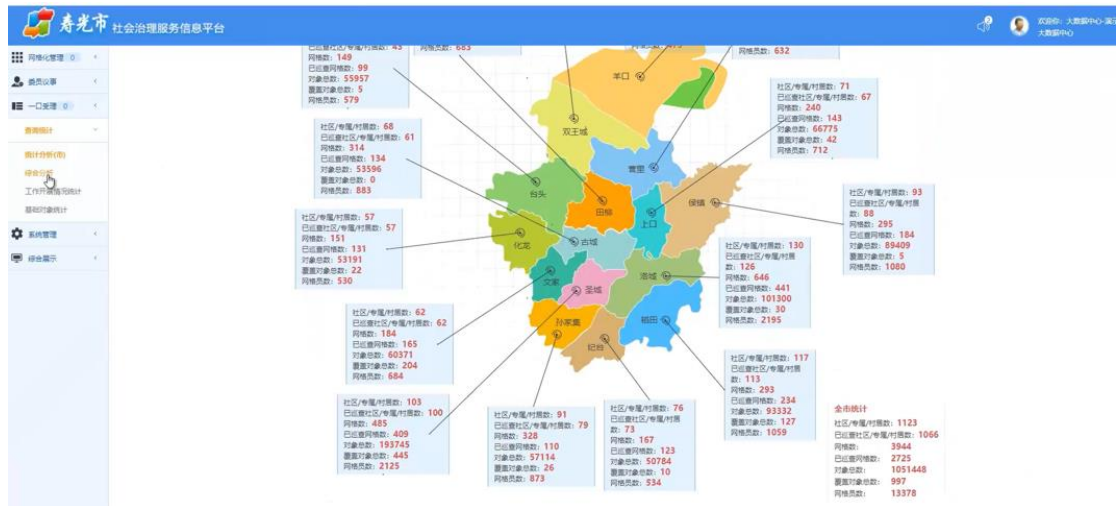 寿光市 社会治理服务信息平台
欢迎你: 大数据中心-演示
大数据中心
网格化管理 0
委员议事
一口受理 0
查询统计
统计分析(市)
综合分析
工作开展情况统计
基础对象统计
系统管理
综合展示
已巡查社区/专属/村居数: 43
网格数: 149
已巡查网格数: 99
对象总数: 55957
覆盖对象总数: 5
网格员数: 579
网格员数: 683
网格员数: 473
网格员数: 632
社区/专属/村居数: 71
已巡查社区/专属/村居数: 67
网格数: 240
已巡查网格数: 143
对象总数: 66775
覆盖对象总数: 42
网格员数: 712
社区/专属/村居数: 68
已巡查社区/专属/村居数: 61
网格数: 314
已巡查网格数: 134
对象总数: 53596
覆盖对象总数: 0
网格员数: 883
社区/专属/村居数: 93
已巡查社区/专属/村居
数: 88
网格数: 295
已巡查网格数: 184
对象总数: 89409
覆盖对象总数: 5
网格员数: 1080
社区/专属/村居数: 57
已巡查社区/专属/村居数: 57
网格数: 151
已巡查网格数: 131
对象总数: 53191
覆盖对象总数: 22
网格员数: 530
社区/专属/村居数: 130
已巡查社区/专属/村居
数: 126
网格数: 646
已巡查网格数: 441
对象总数: 101300
覆盖对象总数: 30
网格员数: 2195
羊口
双王城
营里
台头
田柳
侯镇
上口
化龙
古城
文家
圣城
洛城
孙家集
稻田
纪台
社区/专属/村居数: 62
已巡查社区/专属/村居数: 62
网格数: 184
已巡查网格数: 165
对象总数: 60371
覆盖对象总数: 204
网格员数: 684
社区/专属/村居数: 117
已巡查社区/专属/村居
数: 113
网格数: 293
已巡查网格数: 234
对象总数: 93332
覆盖对象总数: 127
网格员数: 1059
社区/专属/村居数: 103
已巡查社区/专属/村居数: 100
网格数: 485
已巡查网格数: 409
对象总数: 193745
覆盖对象总数: 445
网格员数: 2125
社区/专属/村居数: 91
已巡查社区/专属/村居数: 79
网格数: 328
已巡查网格数: 110
对象总数: 57114
覆盖对象总数: 26
网格员数: 873
社区/专属/村居数: 76
已巡查社区/专属/村居
数: 73
网格数: 167
已巡查网格数: 123
对象总数: 50784
覆盖对象总数: 10
网格员数: 534
全市统计
社区/专属/村居数: 1123
已巡查社区/专属/村居数: 1066
网格数: 3944
已巡查网格数: 2725
对象总数: 1051448
覆盖对象总数: 997
网格员数: 13378